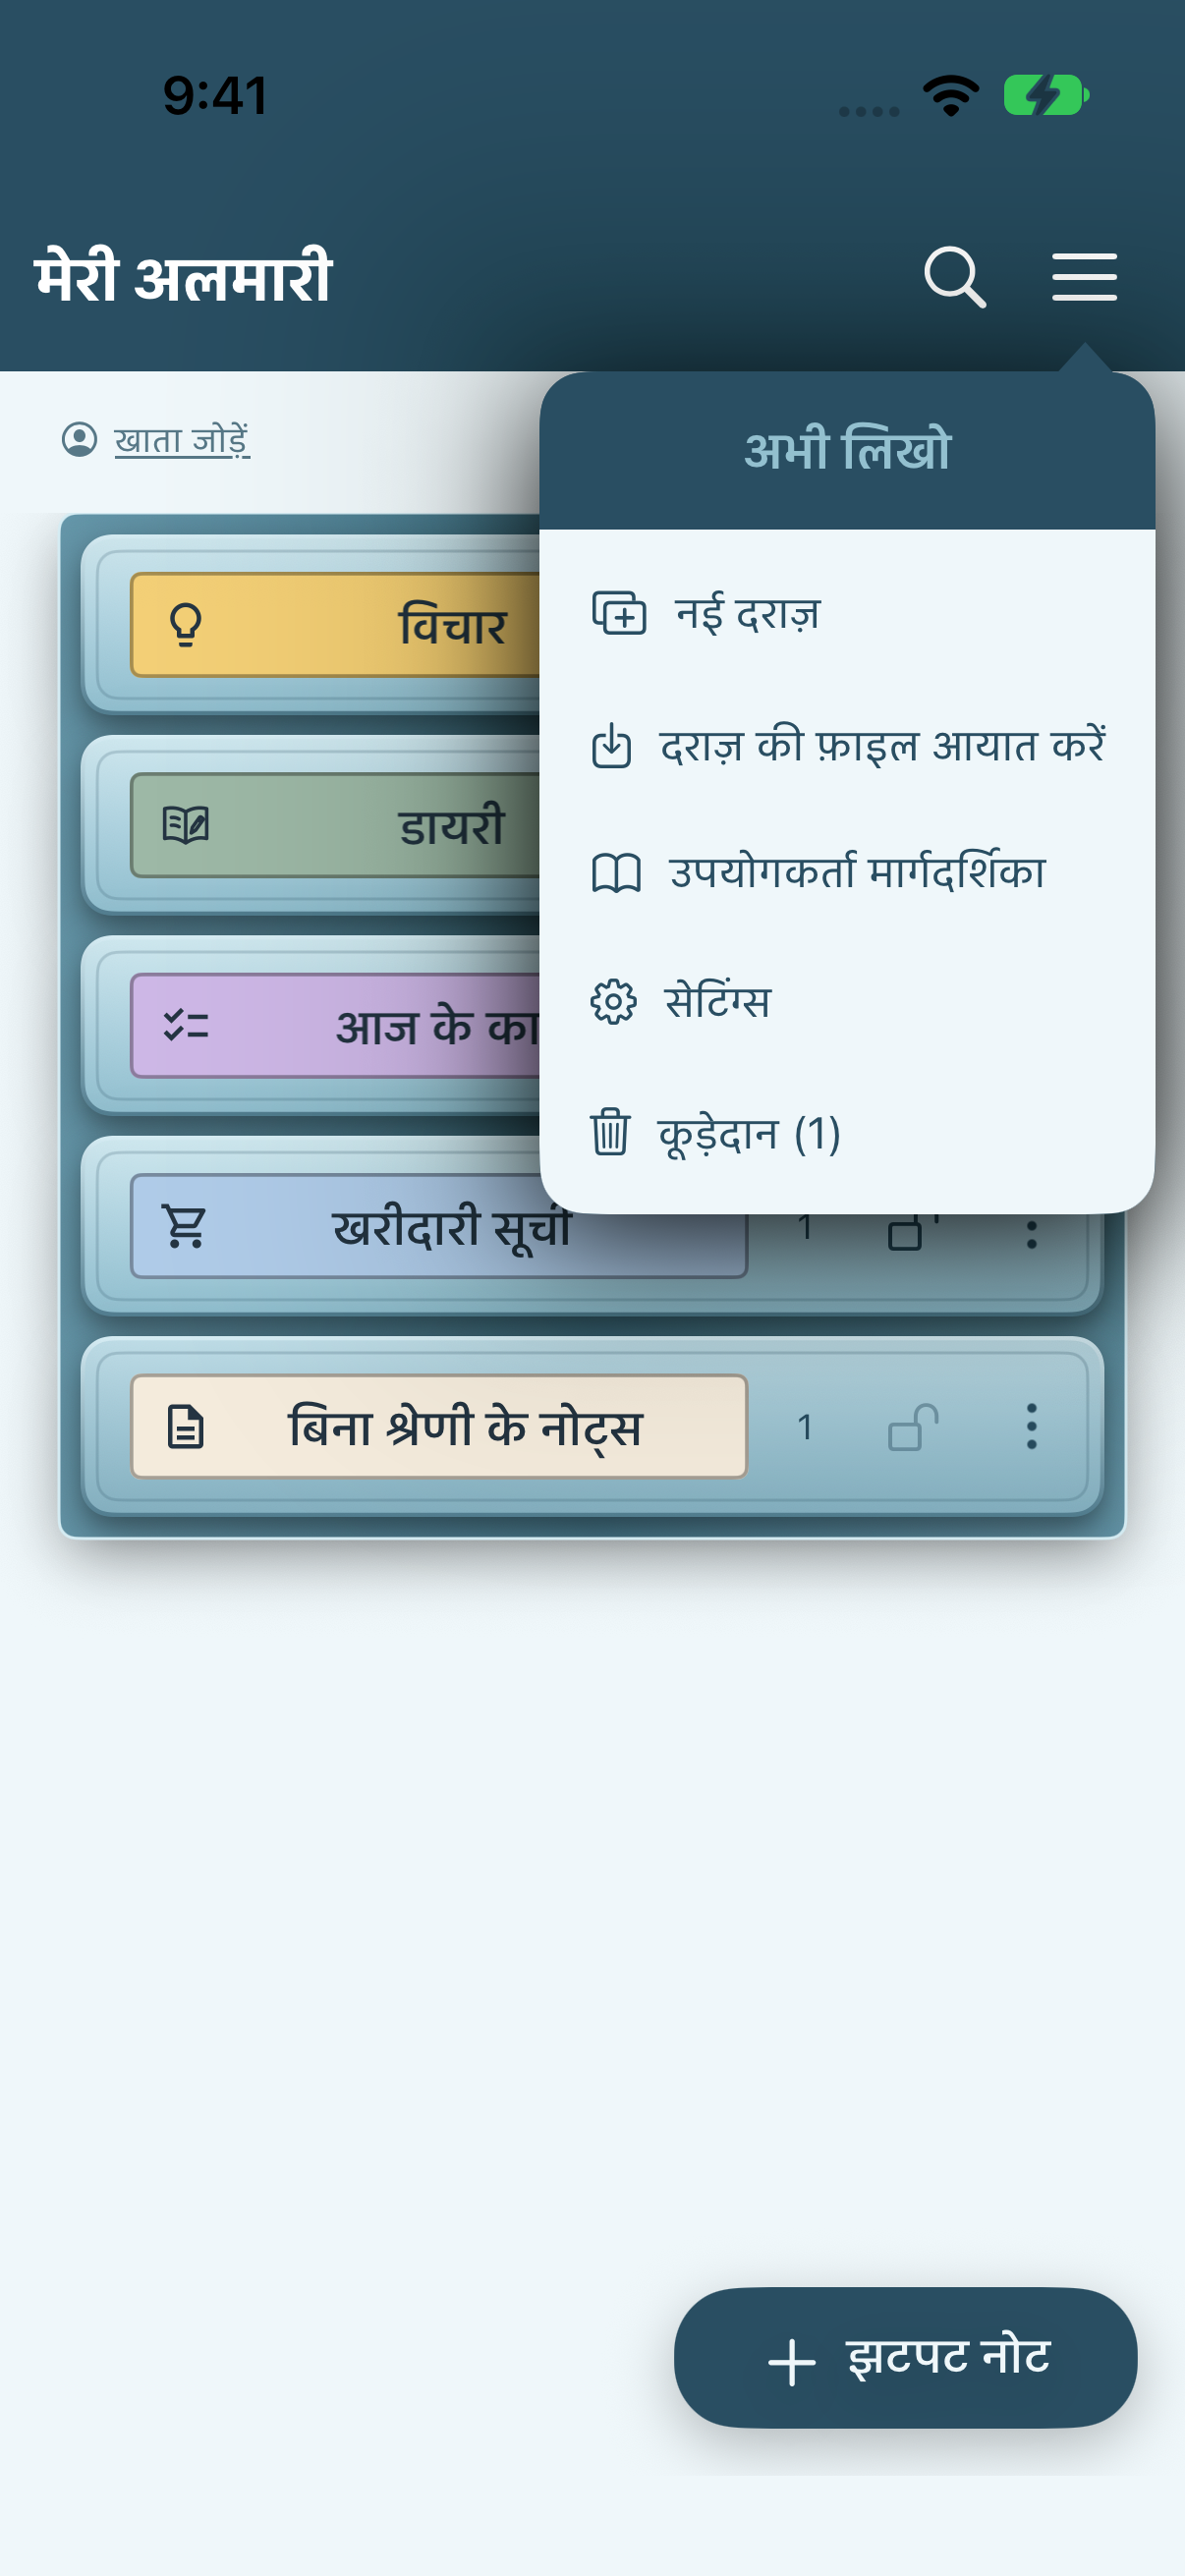 9:41
मेरी अलमारी
खाता जोड़ें
अभी लिखो
नई दराज़
दराज़ की फ़ाइल आयात करें
उपयोगकर्ता मार्गदर्शिका
सेटिंग्स
कूड़ेदान (1)
विचार
डायरी
आज के का
खरीदारी सूची 1
बिना श्रेणी के नोट्स 1
झटपट नोट